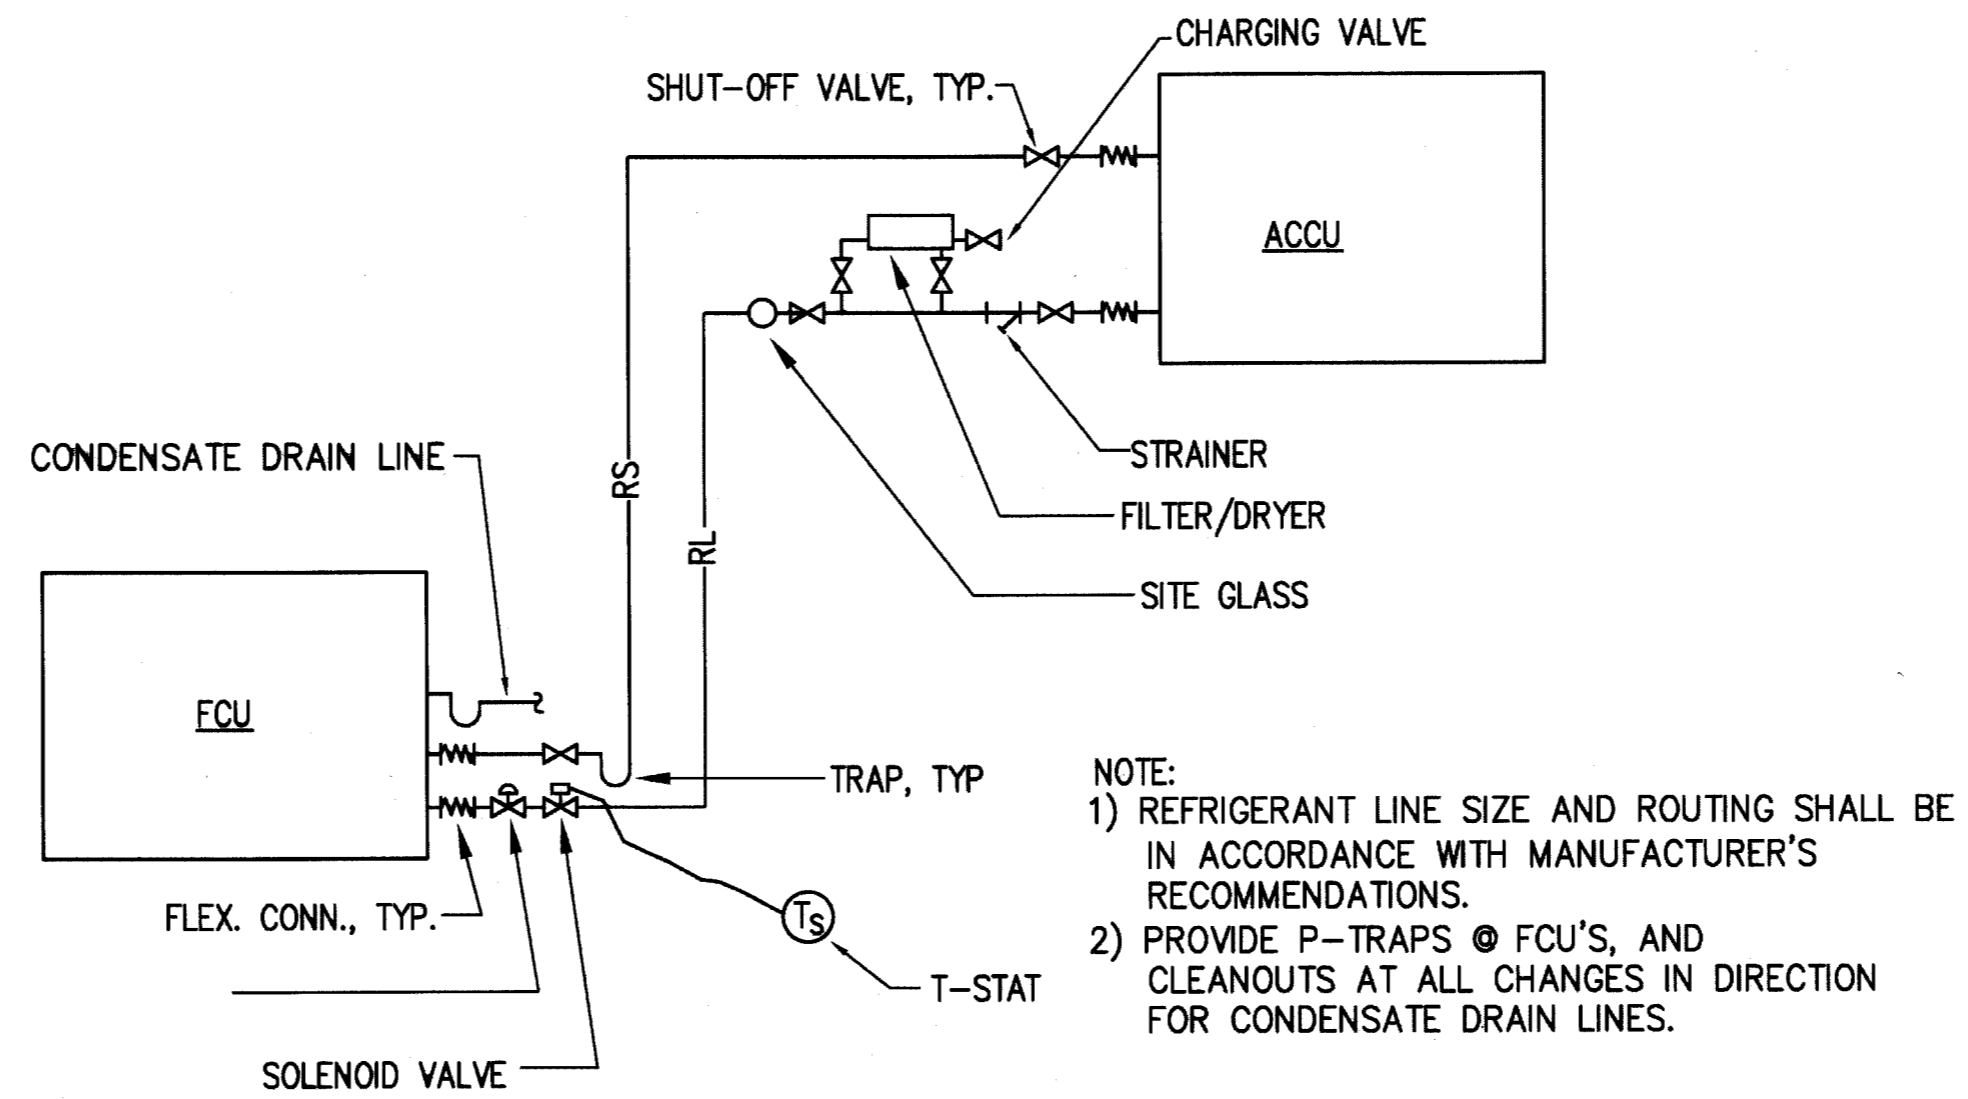 CHARGING VALVE
SHUT-OFF VALVE, TYP.
ACCU
STRAINER
CONDENSATE DRAIN LINE
RS
FILTER/DRYER
RL
SITE GLASS
FCU
TRAP, TYP
NOTE:
1) REFRIGERANT LINE SIZE AND ROUTING SHALL BE
IN ACCORDANCE WITH MANUFACTURER'S
RECOMMENDATIONS.
2) PROVIDE P-TRAPS @ FCU'S, AND
CLEANOUTS AT ALL CHANGES IN DIRECTION
FOR CONDENSATE DRAIN LINES.
FLEX. CONN., TYP.
TS
T-STAT
SOLENOID VALVE